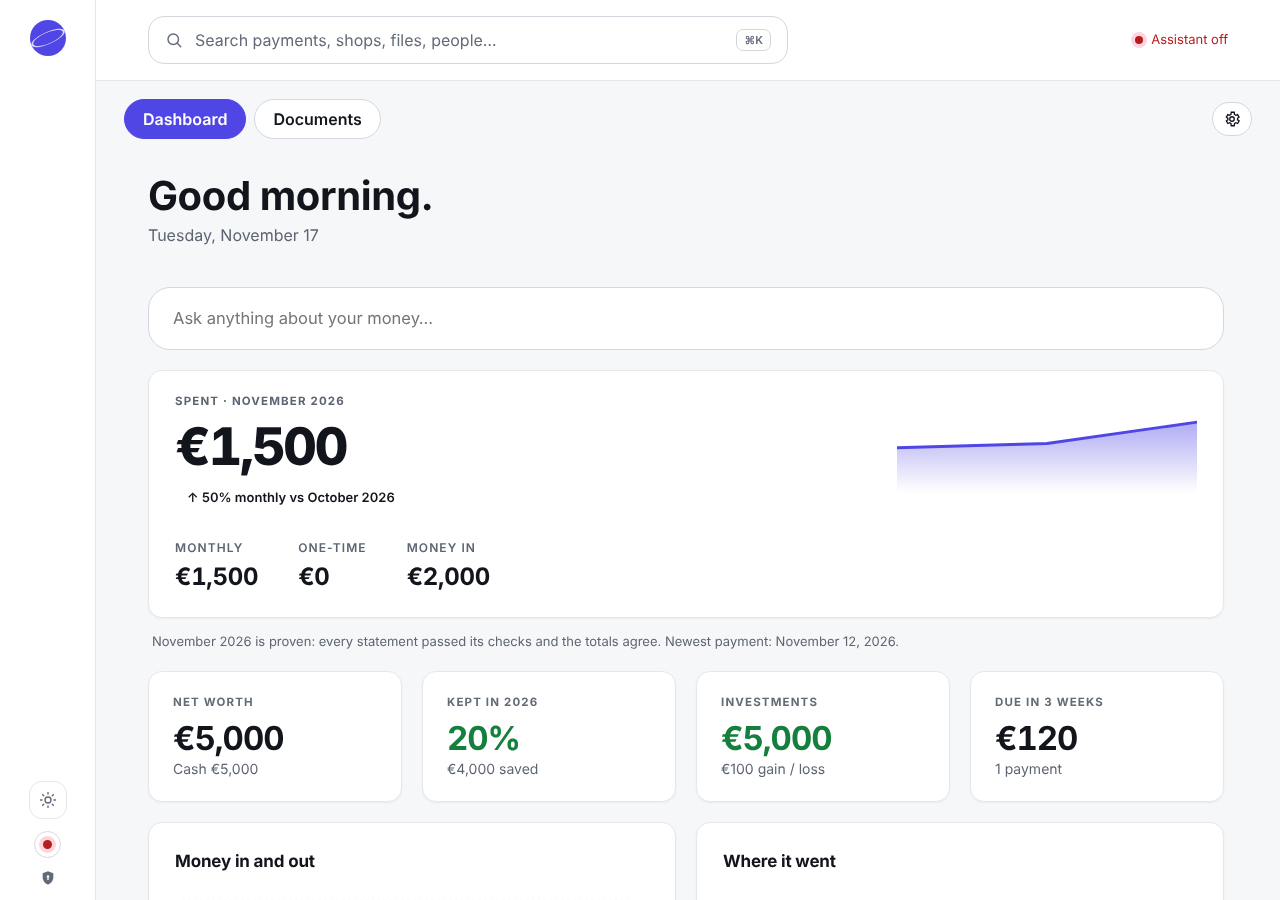 Search payments, shops, files, people...
⌘K
Assistant off
Dashboard
Documents
Good morning.
Tuesday, November 17
Ask anything about your money...
SPENT · NOVEMBER 2026
€1,500
↑ 50% monthly vs October 2026
MONTHLY
€1,500
ONE-TIME
€0
MONEY IN
€2,000
November 2026 is proven: every statement passed its checks and the totals agree. Newest payment: November 12, 2026.
NET WORTH
€5,000
Cash €5,000
KEPT IN 2026
20%
€4,000 saved
INVESTMENTS
€5,000
€100 gain / loss
DUE IN 3 WEEKS
€120
1 payment
Money in and out
Where it went